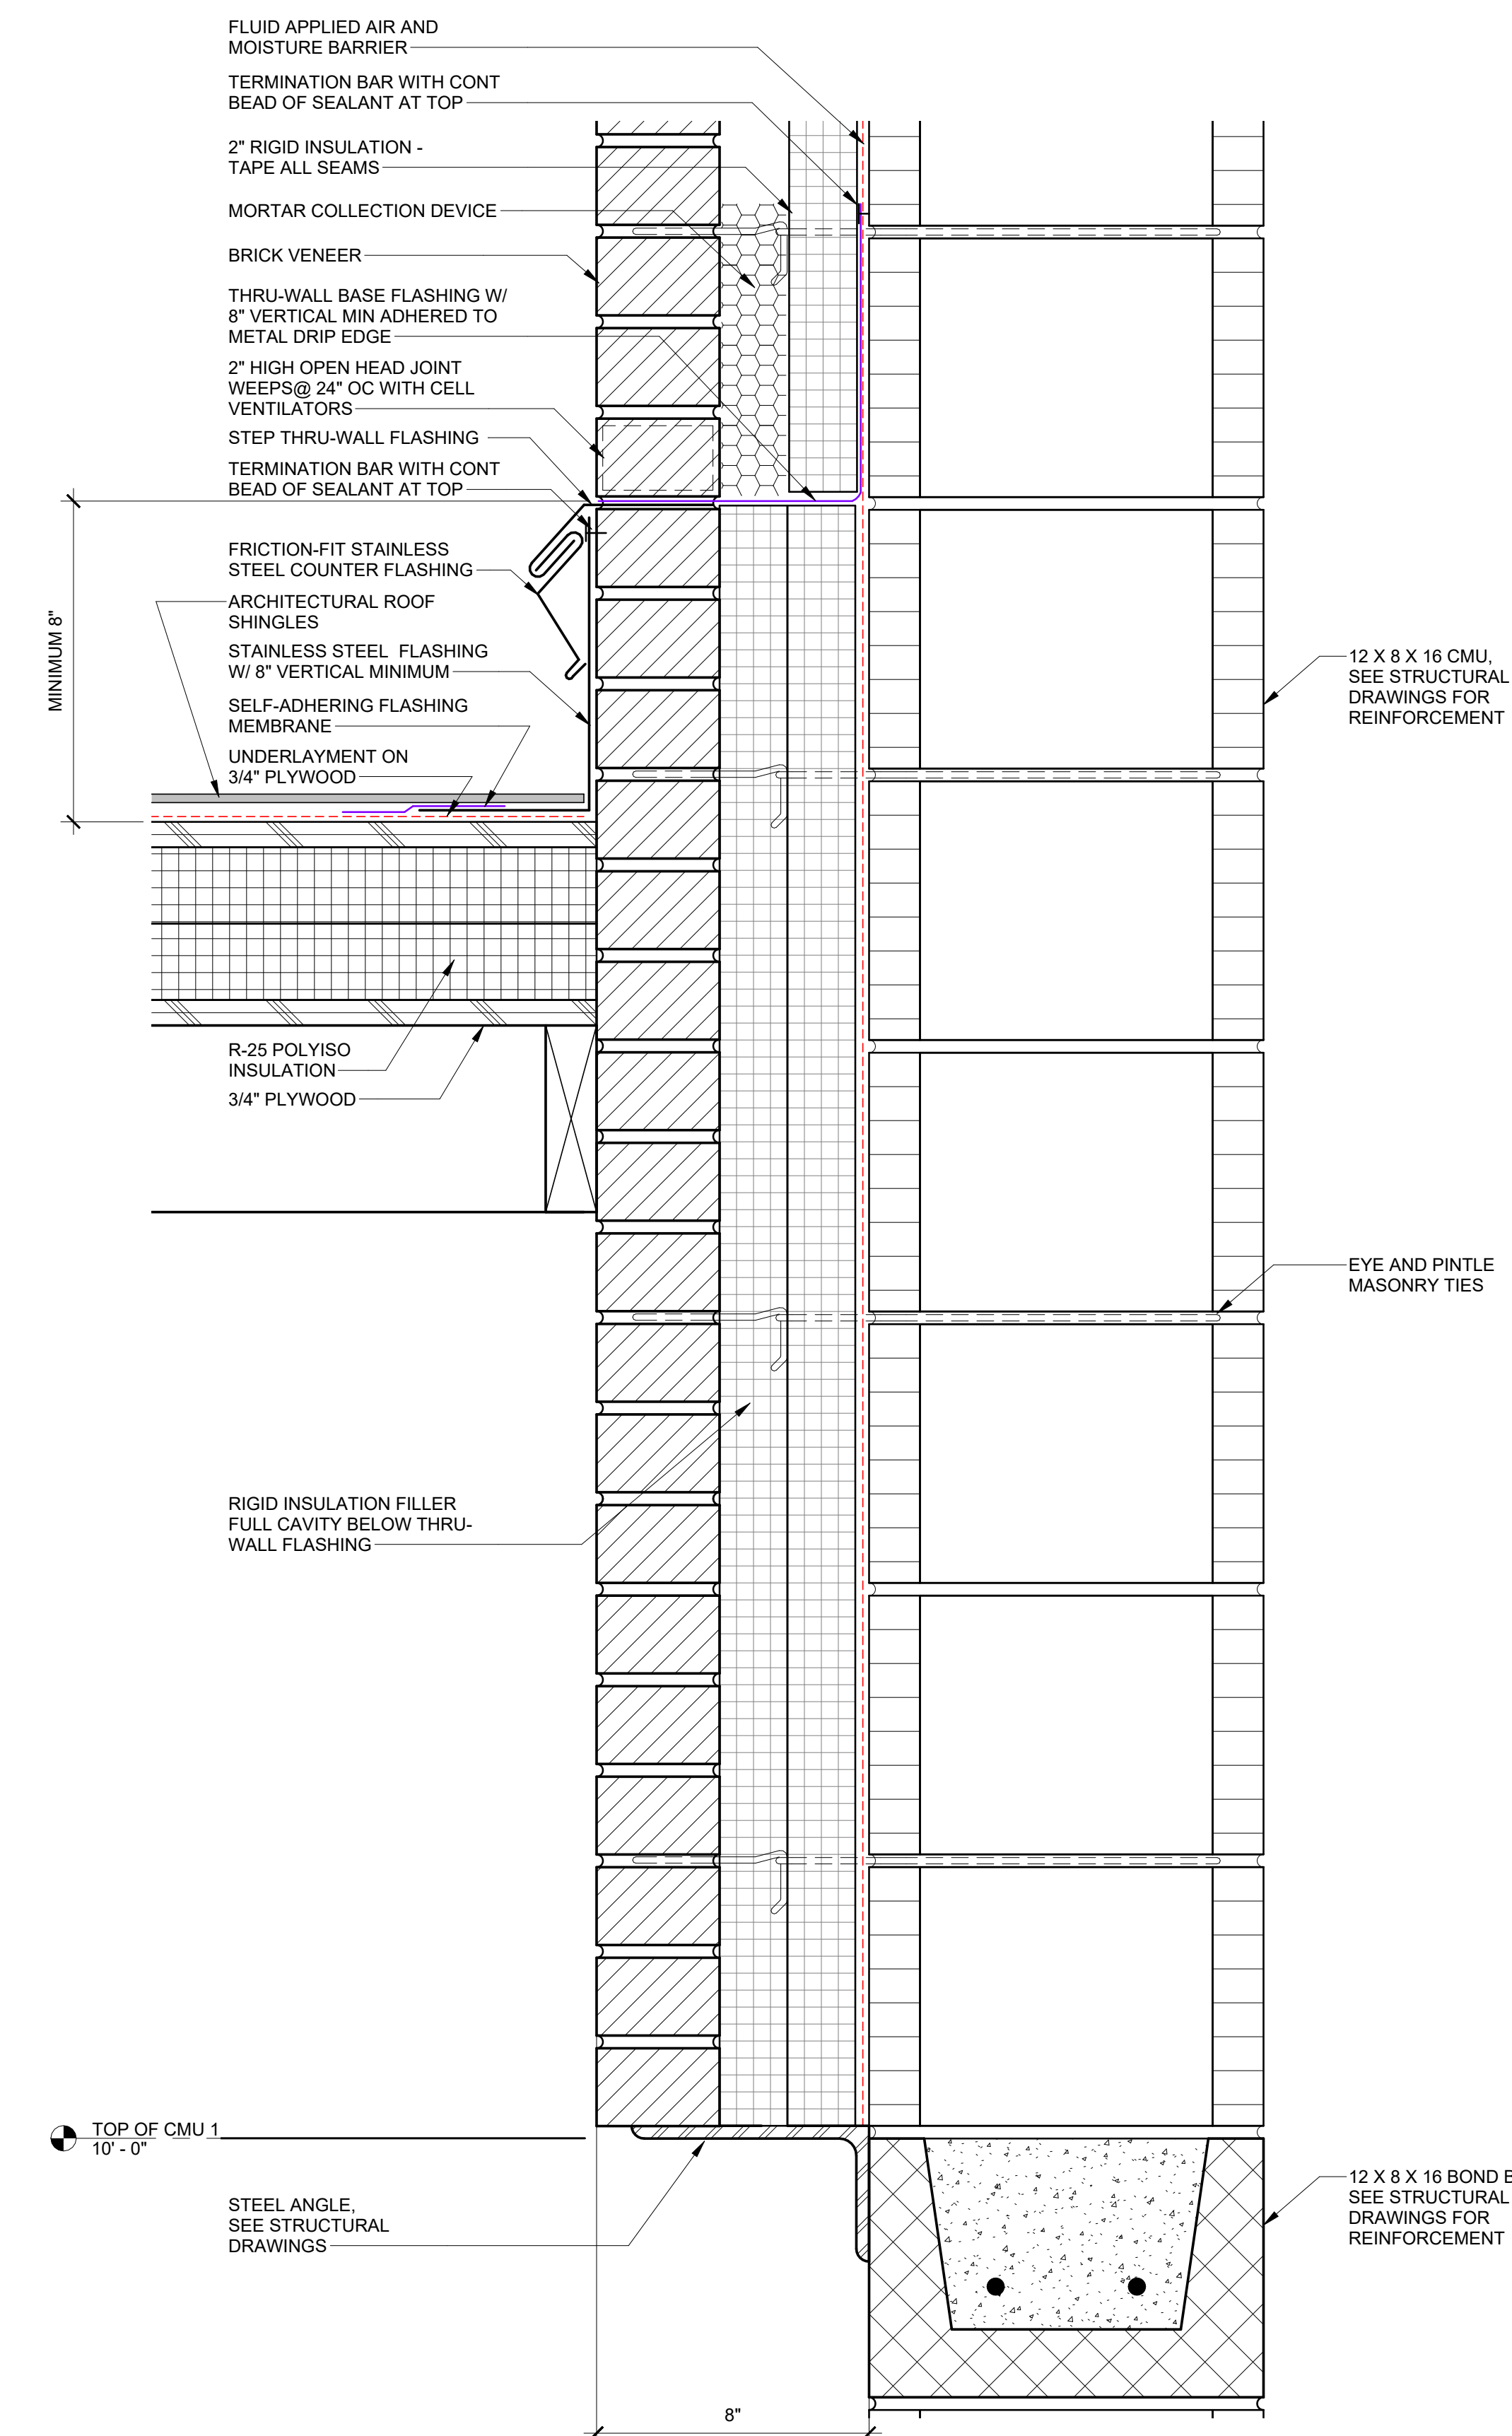 FLUID APPLIED AIR AND
MOISTURE BARRIER
TERMINATION BAR WITH CONT
BEAD OF SEALANT AT TOP
2" RIGID INSULATION -
TAPE ALL SEAMS
MORTAR COLLECTION DEVICE
BRICK VENEER
THRU-WALL BASE FLASHING W/
8" VERTICAL MIN ADHERED TO
METAL DRIP EDGE
2" HIGH OPEN HEAD JOINT
WEEPS@ 24" OC WITH CELL
VENTILATORS
STEP THRU-WALL FLASHING
TERMINATION BAR WITH CONT
BEAD OF SEALANT AT TOP
FRICTION-FIT STAINLESS
STEEL COUNTER FLASHING
ARCHITECTURAL ROOF
SHINGLES
STAINLESS STEEL FLASHING
W/ 8" VERTICAL MINIMUM
SELF-ADHERING FLASHING
MEMBRANE
UNDERLAYMENT ON
3/4" PLYWOOD
MINIMUM 8"
R-25 POLYISO
INSULATION
3/4" PLYWOOD
12 X 8 X 16 CMU,
SEE STRUCTURAL
DRAWINGS FOR
REINFORCEMENT
EYE AND PINTLE
MASONRY TIES
RIGID INSULATION FILLER
FULL CAVITY BELOW THRU-
WALL FLASHING
TOP OF CMU 1
10' - 0"
STEEL ANGLE,
SEE STRUCTURAL
DRAWINGS
12 X 8 X 16 BOND B
SEE STRUCTURAL
DRAWINGS FOR
REINFORCEMENT
8"